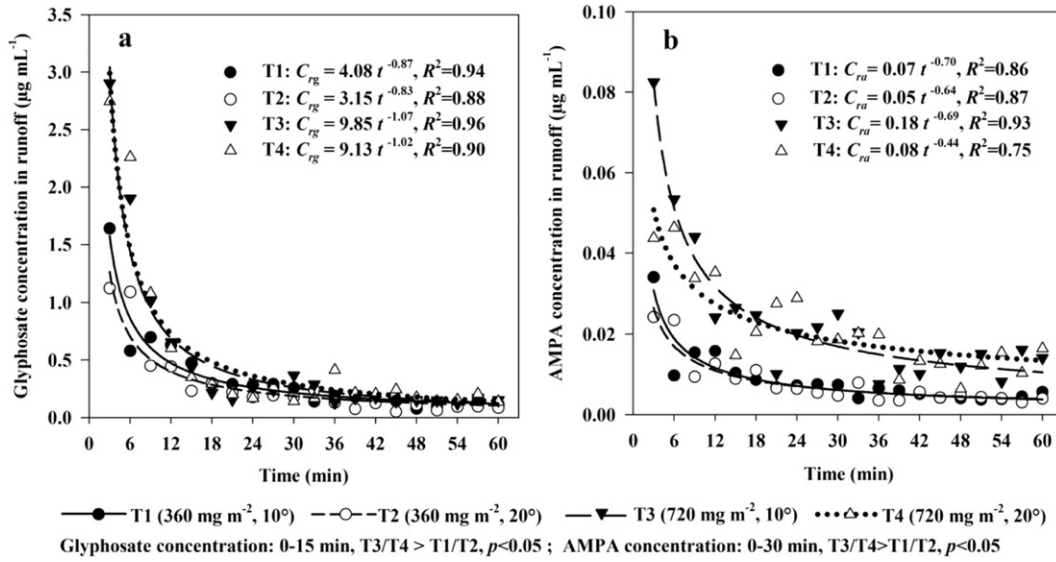 a
T1: C_rg = 4.08 t^-0.87, R²=0.94
T2: C_rg = 3.15 t^-0.83, R²=0.88
T3: C_rg = 9.85 t^-1.07, R²=0.96
T4: C_rg = 9.13 t^-1.02, R²=0.90
Glyphosate concentration in runoff (μg mL⁻¹)
3.5
3.0
2.5
2.0
1.5
1.0
0.5
0.0
0 6 12 18 24 30 36 42 48 54 60
Time (min)
b
T1: C_ra = 0.07 t^-0.70, R²=0.86
T2: C_ra = 0.05 t^-0.64, R²=0.87
T3: C_ra = 0.18 t^-0.69, R²=0.93
T4: C_ra = 0.08 t^-0.44, R²=0.75
AMPA concentration in rumoff (μg mL⁻¹)
0.10
0.08
0.06
0.04
0.02
0.00
0 6 12 18 24 30 36 42 48 54 60
Time (min)
T1 (360 mg m⁻², 10°) T2 (360 mg m⁻², 20°) T3 (720 mg m⁻², 10°) T4 (720 mg m⁻², 20°)
Glyphosate concentration: 0-15 min, T3/T4 > T1/T2, p<0.05 ; AMPA concentration: 0-30 min, T3/T4>T1/T2, p<0.05